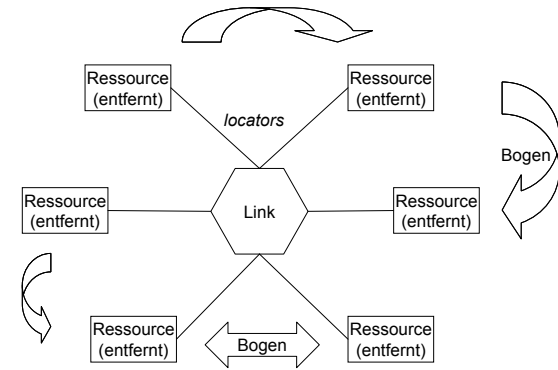 Ressource
(entfernt)
Ressource
(entfernt)
locators
Bogen
Ressource
(entfernt)
Link
Ressource
(entfernt)
Ressource
(entfernt)
Bogen
Ressource
(entfernt)